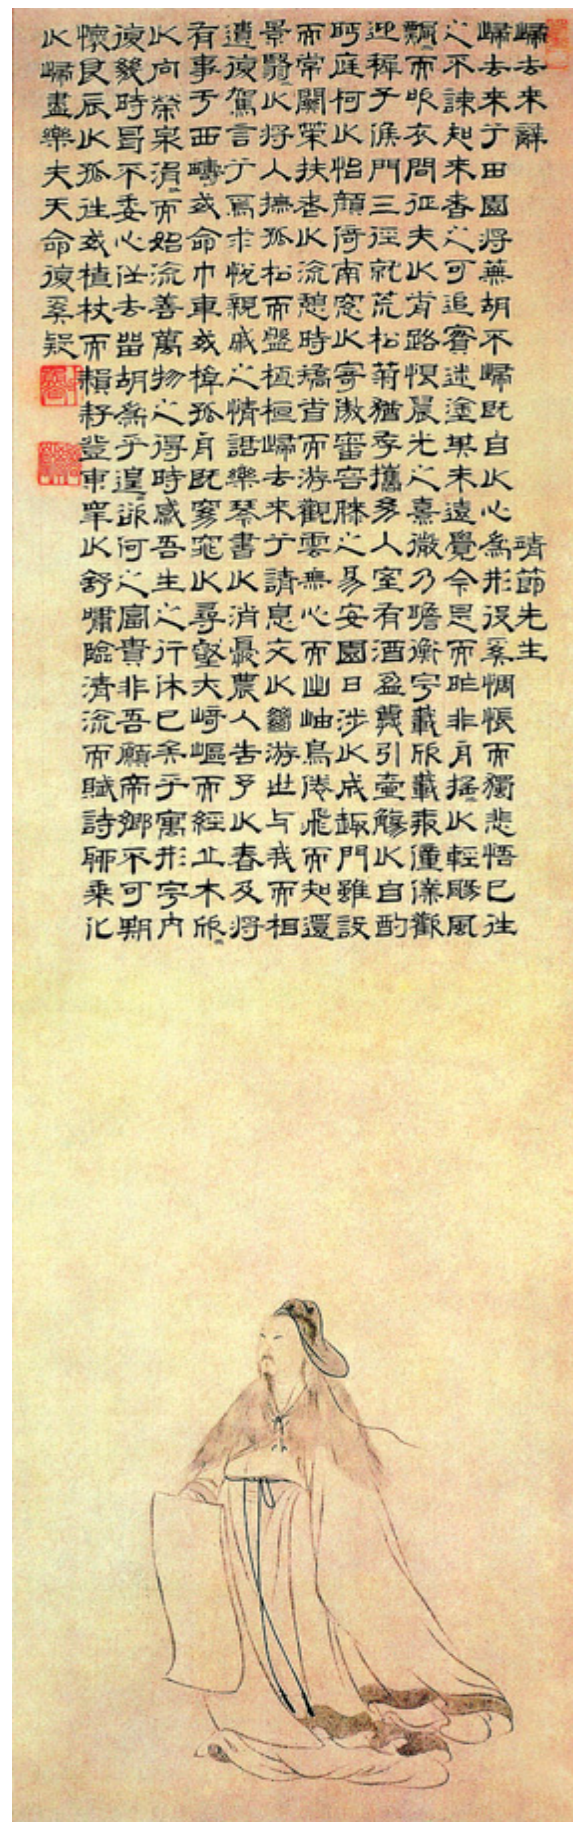 歸去來辭 靖節先生
歸去來兮田園將蕪胡不歸既自以心為形役奚惆悵而獨悲悟已往
之不諫知來者之可追實迷塗其未遠覺今是而昨非舟搖〻以輕颺風
飄〻而吹衣問征夫以前路恨晨光之熹微乃瞻衡宇載欣載奔僮僕歡
迎稚子候門三徑就荒松菊猶存攜幼入室有酒盈樽引壺觴以自酌
眄庭柯以怡顏倚南窓以寄傲審容膝之易安園日涉以成趣門雖設
而常關策扶老以流憩時矯首而游觀雲無心而出岫鳥倦飛而知還
景翳〻以將入撫孤松而盤桓歸去來兮請息交以絕游世与我而相
遺復駕言兮焉求悅親戚之情話樂琴書以消憂農人告予以春及將
有事于西疇或命巾車或棹孤舟既窈窕以尋壑亦崎嶇而經丘木欣〻
以向榮泉涓〻而始流善萬物之得時感吾生之行休已矣乎寓形宇內
復幾時曷不委心任去留胡為乎遑〻欲何之富貴非吾願帝鄉不可期
懷良辰以孤往或植杖而耘耔登東皋以舒嘯臨清流而賦詩聊乘化
以歸盡樂夫天命復奚疑